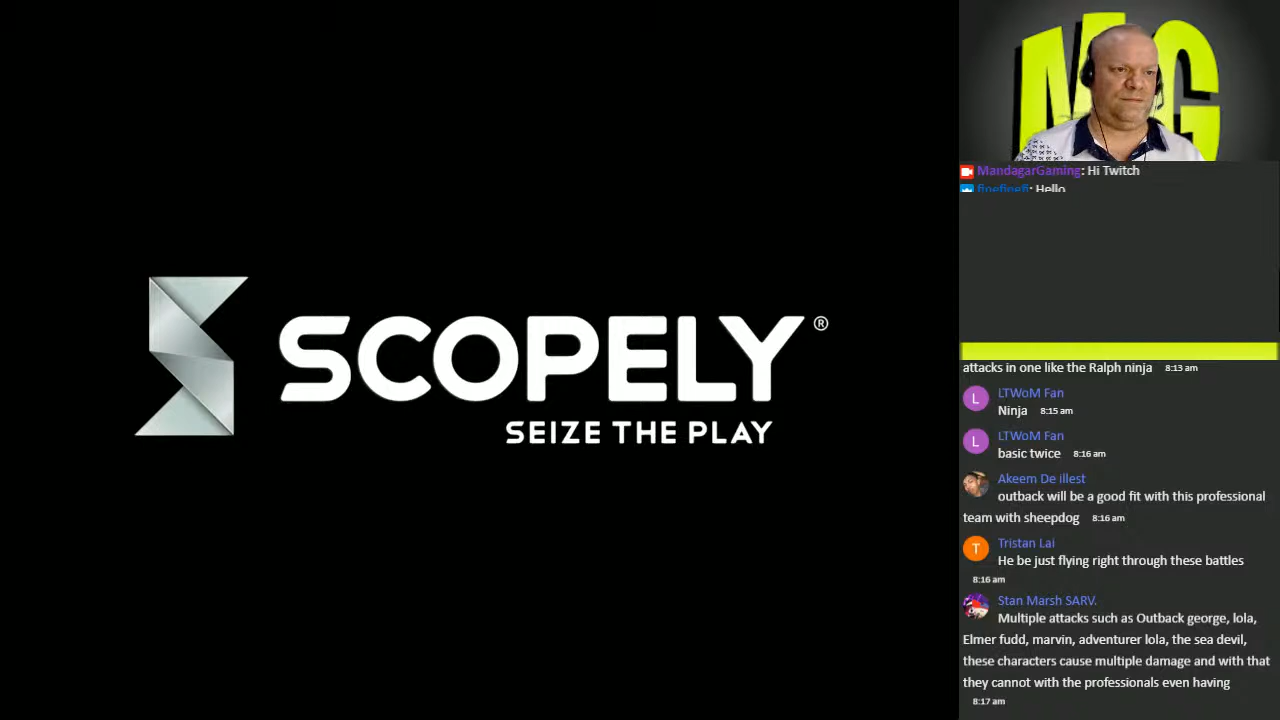 SCOPELY®
SEIZE THE PLAY
MG
MandagarGaming: Hi Twitch
finefinefi: Hello
attacks in one like the Ralph ninja 8:13 am
L LTWoM Fan
Ninja 8:15 am
L LTWoM Fan
basic twice 8:16 am
Akeem De illest
outback will be a good fit with this professional
team with sheepdog 8:16 am
T Tristan Lai
He be just flying right through these battles
8:16 am
Stan Marsh SARV.
Multiple attacks such as Outback george, lola,
Elmer fudd, marvin, adventurer lola, the sea devil,
these characters cause multiple damage and with that
they cannot with the professionals even having
8:17 am